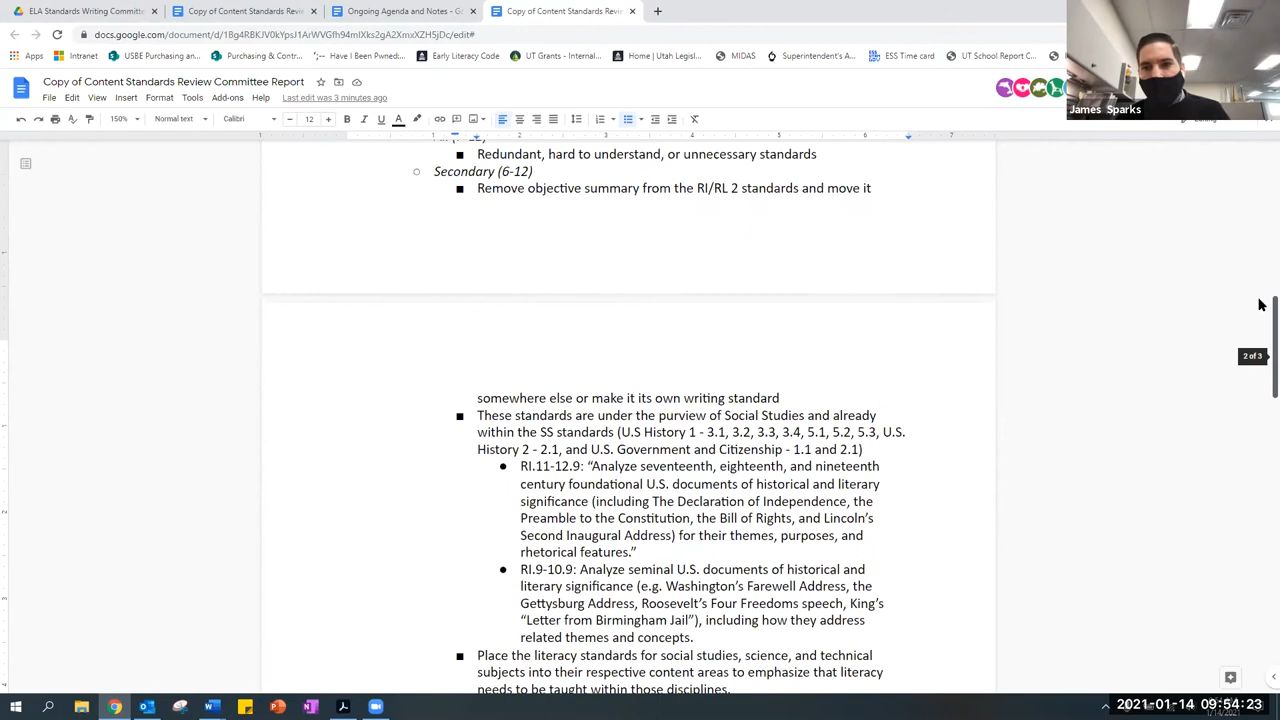 ELA Standards Writing Committ
Copy of Content Standards Revi
Ongoing Agenda and Notes - G
Copy of Content Standards Revi
docs.google.com/document/d/1Bg4RBKJV0kYpsJ1ArWVGfh94mlXks2gA2XmxXZH5jDc/edit#
Apps
Intranet
USBE Purchasing an...
Purchasing & Contr...
Have I Been Pwned:...
Early Literacy Code
UT Grants - Internal...
Home | Utah Legisl...
MIDAS
Superintendent's A...
ESS Time card
UT School Report C...
James Sparks
Copy of Content Standards Review Committee Report
File Edit View Insert Format Tools Add-ons Help Last edit was 3 minutes ago
150% Normal text Calibri 12
Redundant, hard to understand, or unnecessary standards
Secondary (6-12)
Remove objective summary from the RI/RL 2 standards and move it
2 of 3
somewhere else or make it its own writing standard
These standards are under the purview of Social Studies and already
within the SS standards (U.S History 1 - 3.1, 3.2, 3.3, 3.4, 5.1, 5.2, 5.3, U.S.
History 2 - 2.1, and U.S. Government and Citizenship - 1.1 and 2.1)
RI.11-12.9: “Analyze seventeenth, eighteenth, and nineteenth
century foundational U.S. documents of historical and literary
significance (including The Declaration of Independence, the
Preamble to the Constitution, the Bill of Rights, and Lincoln’s
Second Inaugural Address) for their themes, purposes, and
rhetorical features.”
RI.9-10.9: Analyze seminal U.S. documents of historical and
literary significance (e.g. Washington’s Farewell Address, the
Gettysburg Address, Roosevelt’s Four Freedoms speech, King’s
“Letter from Birmingham Jail”), including how they address
related themes and concepts.
Place the literacy standards for social studies, science, and technical
subjects into their respective content areas to emphasize that literacy
needs to be taught within those disciplines.
2021-01-14 09:54:23